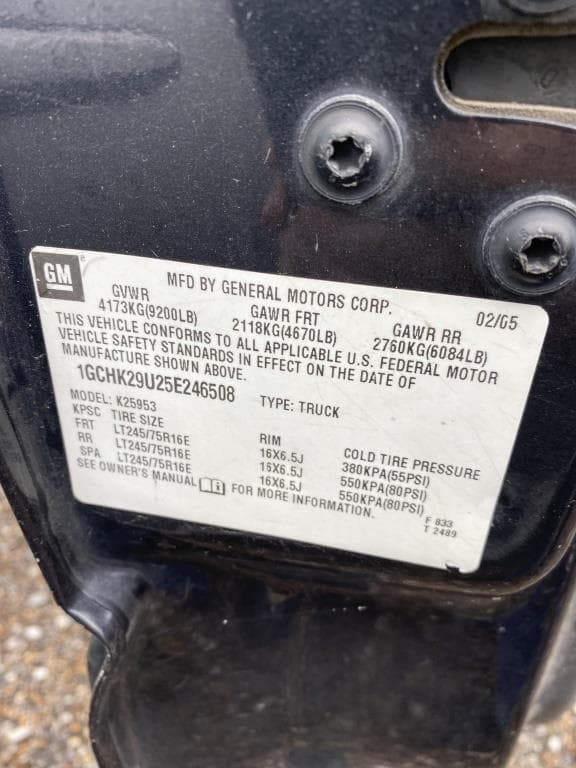 GM ®
MFD BY GENERAL MOTORS CORP. 02/05
GVWR GAWR FRT GAWR RR
4173KG(9200LB) 2118KG(4670LB) 2760KG(6084LB)
THIS VEHICLE CONFORMS TO ALL APPLICABLE U.S. FEDERAL MOTOR
VEHICLE SAFETY STANDARDS IN EFFECT ON THE DATE OF
MANUFACTURE SHOWN ABOVE.
1GCHK29U25E246508 TYPE: TRUCK
MODEL: K25953
KPSC TIRE SIZE RIM COLD TIRE PRESSURE
FRT LT245/75R16E 16X6.5J 380KPA(55PSI)
RR LT245/75R16E 16X6.5J 550KPA(80PSI)
SPA LT245/75R16E 16X6.5J 550KPA(80PSI)
SEE OWNER'S MANUAL FOR MORE INFORMATION.
F 833
T 2489